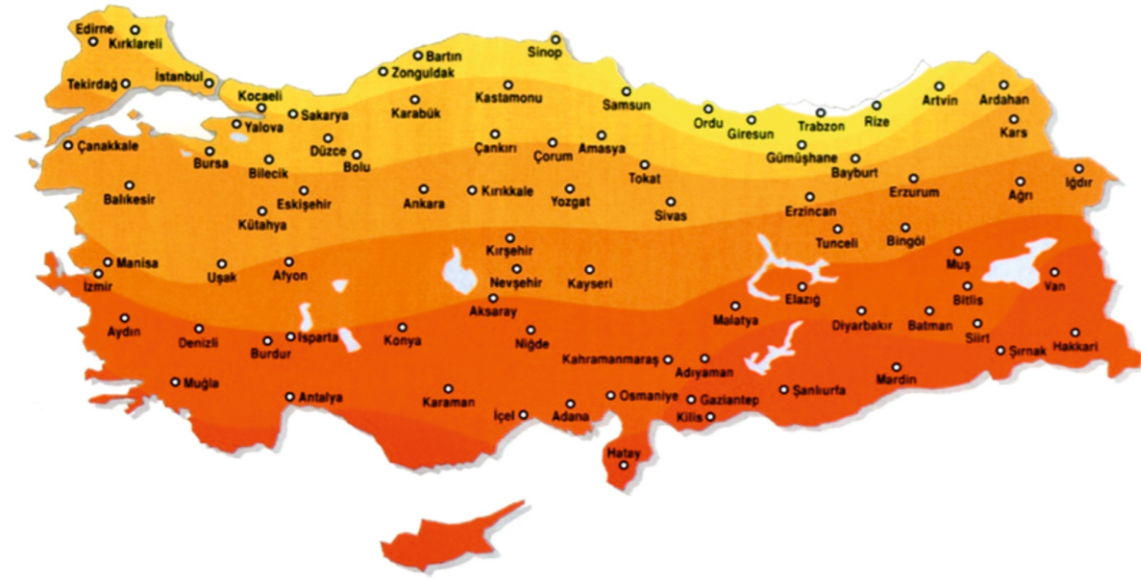 Edirne
Kırklareli
Tekirdağ
İstanbul
Kocaeli
Yalova
Sakarya
Bartın
Zonguldak
Karabük
Kastamonu
Sinop
Samsun
Ordu
Giresun
Trabzon
Rize
Artvin
Ardahan
Kars
Gümüşhane
Bayburt
Çanakkale
Bursa
Bilecik
Düzce
Bolu
Çankırı
Çorum
Amasya
Tokat
Balıkesir
Eskişehir
Kütahya
Ankara
Kırıkkale
Yozgat
Sivas
Erzincan
Erzurum
Ağrı
Iğdır
Tunceli
Bingöl
Manisa
İzmir
Uşak
Afyon
Kırşehir
Nevşehir
Kayseri
Aksaray
Elazığ
Muş
Bitlis
Van
Aydın
Denizli
Burdur
Isparta
Konya
Niğde
Malatya
Diyarbakır
Batman
Siirt
Şırnak
Hakkari
Kahramanmaraş
Adıyaman
Mardin
Muğla
Antalya
Karaman
İçel
Adana
Osmaniye
Gaziantep
Kilis
Şanlıurfa
Hatay